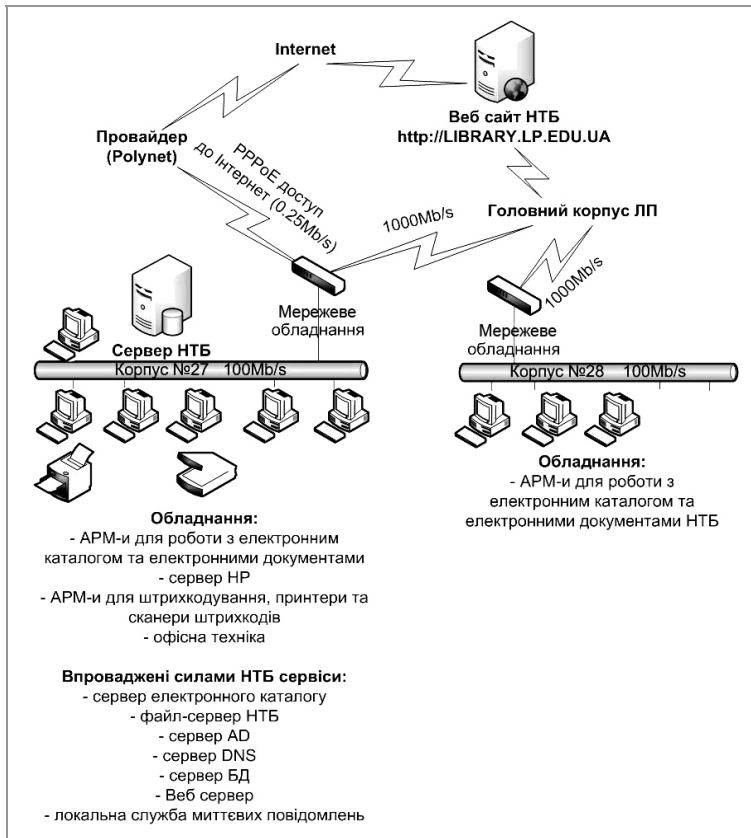 Internet
Веб сайт НТБ
http://LIBRARY.LP.EDU.UA
Провайдер
(Polynet)
PPPoE доступ
до Інтернет (0.25Mb/s)
1000Mb/s
Головний корпус ЛП
1000Mb/s
Мережеве
обладнання
Мережеве
обладнання
Сервер НТБ
Корпус №27 100Mb/s
Корпус №28 100Mb/s
Обладнання:
- АРМ-и для роботи з
електронним каталогом та
електронними документами НТБ
Обладнання:
- АРМ-и для роботи з електронним
каталогом та електронними документами
- сервер HP
- АРМ-и для штрихкодування, принтери та
сканери штрихкодів
- офісна техніка
Впроваджені силами НТБ сервіси:
- сервер електронного каталогу
- файл-сервер НТБ
- сервер AD
- сервер DNS
- сервер БД
- Веб сервер
- локальна служба миттєвих повідомлень